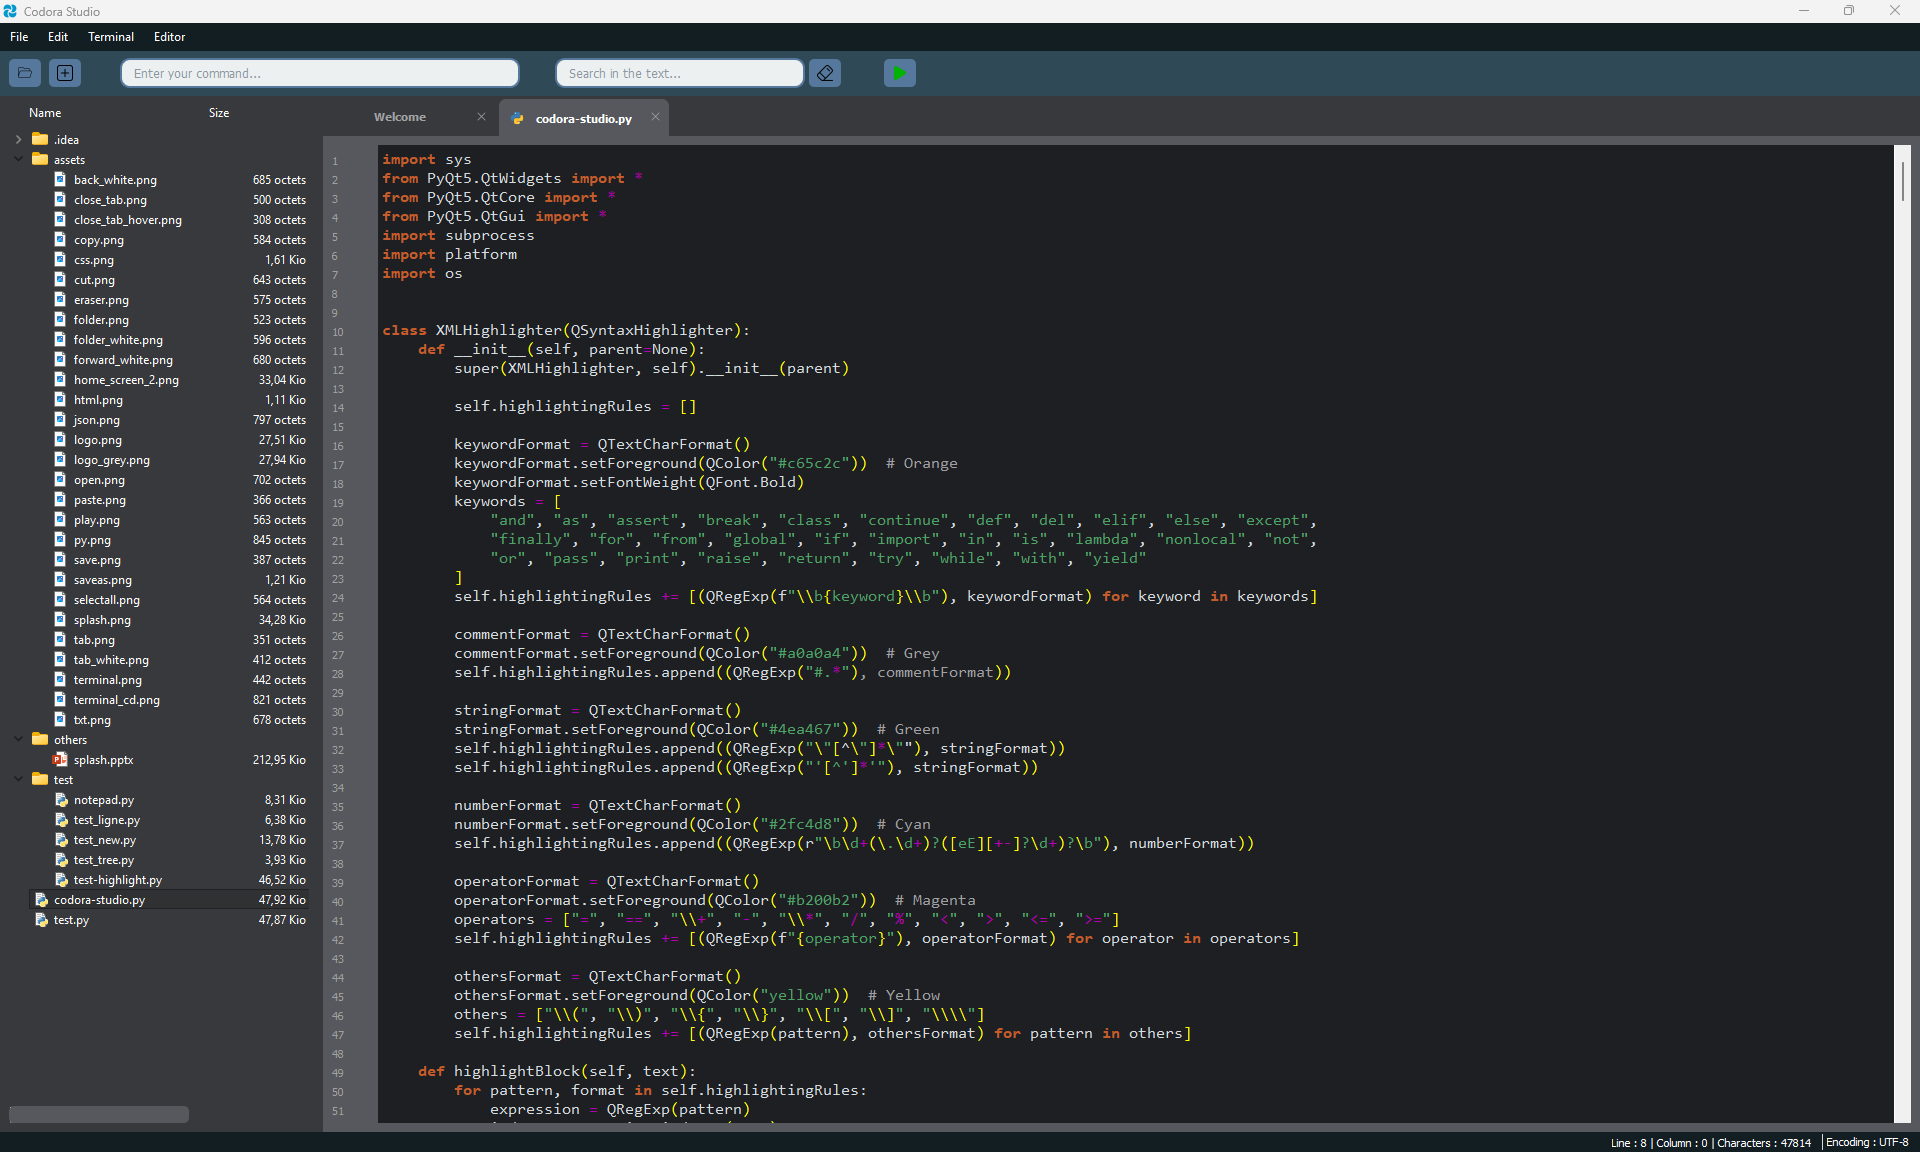 Codora Studio
File Edit Terminal Editor
Enter your command...
Search in the text...
Name Size
.idea
assets
back_white.png 685 octets
close_tab.png 500 octets
close_tab_hover.png 308 octets
copy.png 584 octets
css.png 1,61 Kio
cut.png 643 octets
eraser.png 575 octets
folder.png 523 octets
folder_white.png 596 octets
forward_white.png 680 octets
home_screen_2.png 33,04 Kio
html.png 1,11 Kio
json.png 797 octets
logo.png 27,51 Kio
logo_grey.png 27,94 Kio
open.png 702 octets
paste.png 366 octets
play.png 563 octets
py.png 845 octets
save.png 387 octets
saveas.png 1,21 Kio
selectall.png 564 octets
splash.png 34,28 Kio
tab.png 351 octets
tab_white.png 412 octets
terminal.png 442 octets
terminal_cd.png 821 octets
txt.png 678 octets
others
splash.pptx 212,95 Kio
test
notepad.py 8,31 Kio
test_ligne.py 6,38 Kio
test_new.py 13,78 Kio
test_tree.py 3,93 Kio
test-highlight.py 46,52 Kio
codora-studio.py 47,92 Kio
test.py 47,87 Kio
Welcome
codora-studio.py
1 import sys
2 from PyQt5.QtWidgets import *
3 from PyQt5.QtCore import *
4 from PyQt5.QtGui import *
5 import subprocess
6 import platform
7 import os
8
9
10 class XMLHighlighter(QSyntaxHighlighter):
11     def __init__(self, parent=None):
12         super(XMLHighlighter, self).__init__(parent)
13
14         self.highlightingRules = []
15
16         keywordFormat = QTextCharFormat()
17         keywordFormat.setForeground(QColor("#c65c2c"))  # Orange
18         keywordFormat.setFontWeight(QFont.Bold)
19         keywords = [
20             "and", "as", "assert", "break", "class", "continue", "def", "del", "elif", "else", "except",
21             "finally", "for", "from", "global", "if", "import", "in", "is", "lambda", "nonlocal", "not",
22             "or", "pass", "print", "raise", "return", "try", "while", "with", "yield"
23         ]
24         self.highlightingRules += [(QRegExp(f"\\b{keyword}\\b"), keywordFormat) for keyword in keywords]
25
26         commentFormat = QTextCharFormat()
27         commentFormat.setForeground(QColor("#a0a0a4"))  # Grey
28         self.highlightingRules.append((QRegExp("#.*"), commentFormat))
29
30         stringFormat = QTextCharFormat()
31         stringFormat.setForeground(QColor("#4ea467"))  # Green
32         self.highlightingRules.append((QRegExp("\"[^\"]*\""), stringFormat))
33         self.highlightingRules.append((QRegExp("'[^']*'"), stringFormat))
34
35         numberFormat = QTextCharFormat()
36         numberFormat.setForeground(QColor("#2fc4d8"))  # Cyan
37         self.highlightingRules.append((QRegExp(r"\b\d+(\.\d+)?([eE][+-]?\d+)?\b"), numberFormat))
38
39         operatorFormat = QTextCharFormat()
40         operatorFormat.setForeground(QColor("#b200b2"))  # Magenta
41         operators = ["=", "==", "\\+", "-", "\\*", "/", "%", "<", ">", "<=", ">="]
42         self.highlightingRules += [(QRegExp(f"{operator}"), operatorFormat) for operator in operators]
43
44         othersFormat = QTextCharFormat()
45         othersFormat.setForeground(QColor("yellow"))  # Yellow
46         others = ["\\(", "\\)", "\\{", "\\}", "\\[", "\\]", "\\\\"]
47         self.highlightingRules += [(QRegExp(pattern), othersFormat) for pattern in others]
48
49     def highlightBlock(self, text):
50         for pattern, format in self.highlightingRules:
51             expression = QRegExp(pattern)
Line : 8 | Column : 0 | Characters : 47814 Encoding : UTF-8